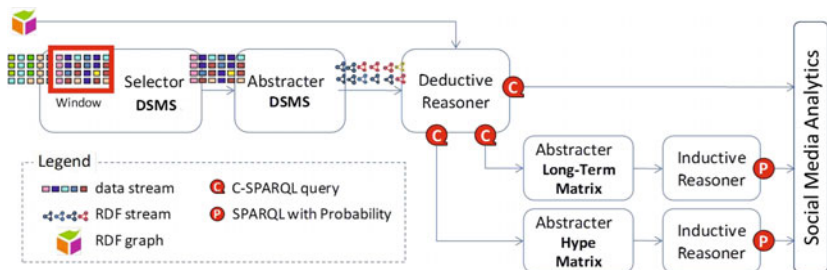 Window
Selector
DSMS
Abstracter
DSMS
Deductive
Reasoner
C
C
C
Abstracter
Long-Term
Matrix
Inductive
Reasoner
P
Abstracter
Hype
Matrix
Inductive
Reasoner
P
Social Media Analytics
Legend
data stream
C C-SPARQL query
RDF stream
P SPARQL with Probability
RDF graph